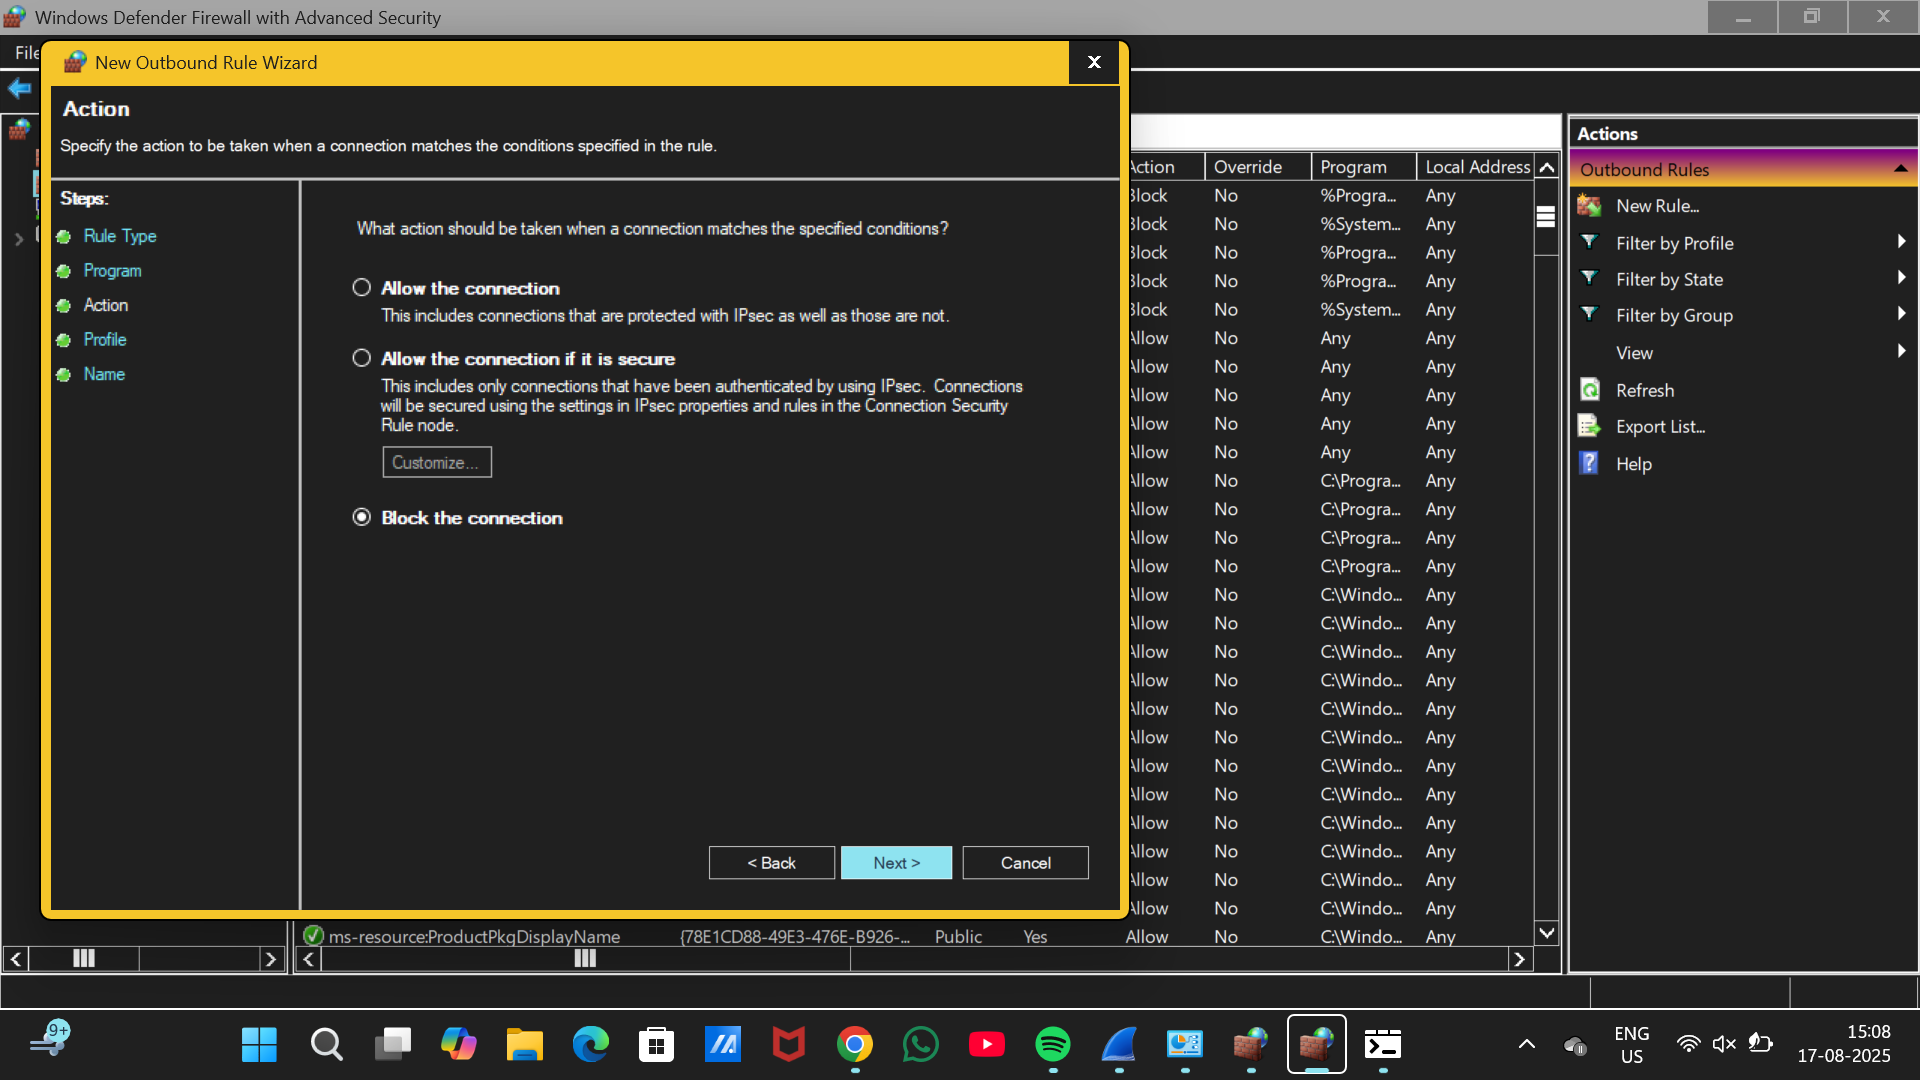 Windows Defender Firewall with Advanced Security
File
New Outbound Rule Wizard
Action
Specify the action to be taken when a connection matches the conditions specified in the rule.
Steps:
Rule Type
Program
Action
Profile
Name
What action should be taken when a connection matches the specified conditions?
Allow the connection
This includes connections that are protected with IPsec as well as those are not.
Allow the connection if it is secure
This includes only connections that have been authenticated by using IPsec. Connections
will be secured using the settings in IPsec properties and rules in the Connection Security
Rule node.
Customize...
Block the connection
< Back Next > Cancel
Action Override Program Local Address
Block No %Progra... Any
Block No %System... Any
Block No %Progra... Any
Block No %Progra... Any
Block No %System... Any
Allow No Any Any
Allow No Any Any
Allow No Any Any
Allow No Any Any
Allow No Any Any
Allow No C:\Progra... Any
Allow No C:\Progra... Any
Allow No C:\Progra... Any
Allow No C:\Progra... Any
Allow No C:\Windo... Any
Allow No C:\Windo... Any
Allow No C:\Windo... Any
Allow No C:\Windo... Any
Allow No C:\Windo... Any
Allow No C:\Windo... Any
Allow No C:\Windo... Any
Allow No C:\Windo... Any
Allow No C:\Windo... Any
Allow No C:\Windo... Any
Allow No C:\Windo... Any
Allow No C:\Windo... Any
ms-resource:ProductPkgDisplayName {78E1CD88-49E3-476E-B926-... Public Yes Allow No C:\Windo... Any
Actions
Outbound Rules
New Rule...
Filter by Profile
Filter by State
Filter by Group
View
Refresh
Export List...
Help
9+
ENG
US
15:08
17-08-2025